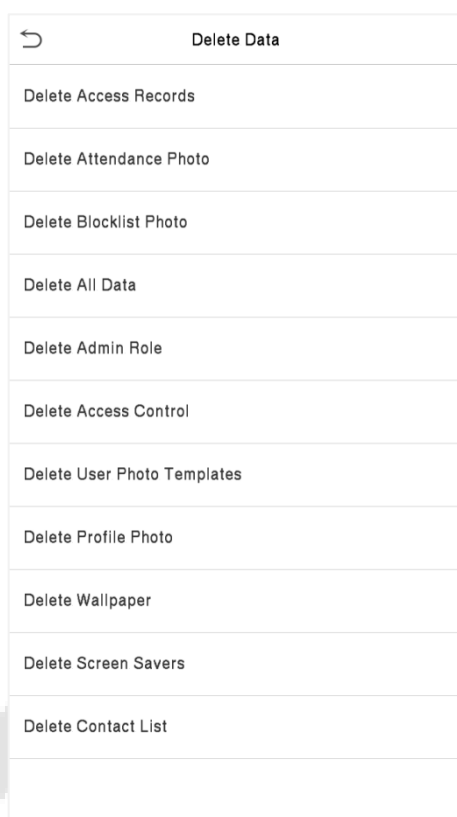 Delete Data
Delete Access Records
Delete Attendance Photo
Delete Blocklist Photo
Delete All Data
Delete Admin Role
Delete Access Control
Delete User Photo Templates
Delete Profile Photo
Delete Wallpaper
Delete Screen Savers
Delete Contact List